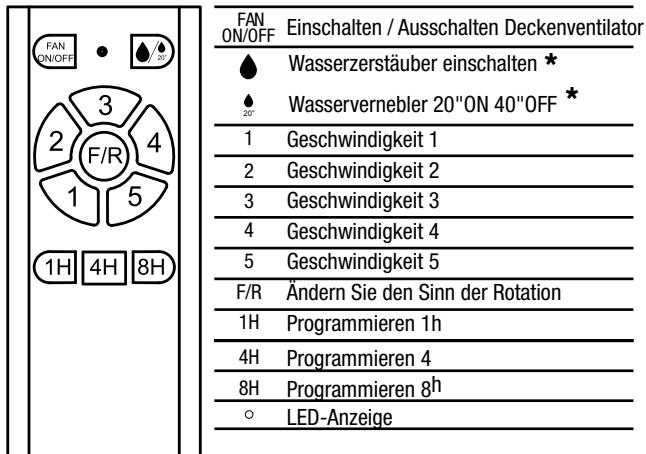 FAN
ON/OFF
20"
3
2
4
F/R
1
5
1H 4H 8H
FAN
ON/OFF Einschalten / Ausschalten Deckenventilator
Wasserzerstäuber einschalten *
20" Wasservernebler 20"ON 40"OFF *
1 Geschwindigkeit 1
2 Geschwindigkeit 2
3 Geschwindigkeit 3
4 Geschwindigkeit 4
5 Geschwindigkeit 5
F/R Ändern Sie den Sinn der Rotation
1H Programmieren 1h
4H Programmieren 4
8H Programmieren 8h
LED-Anzeige